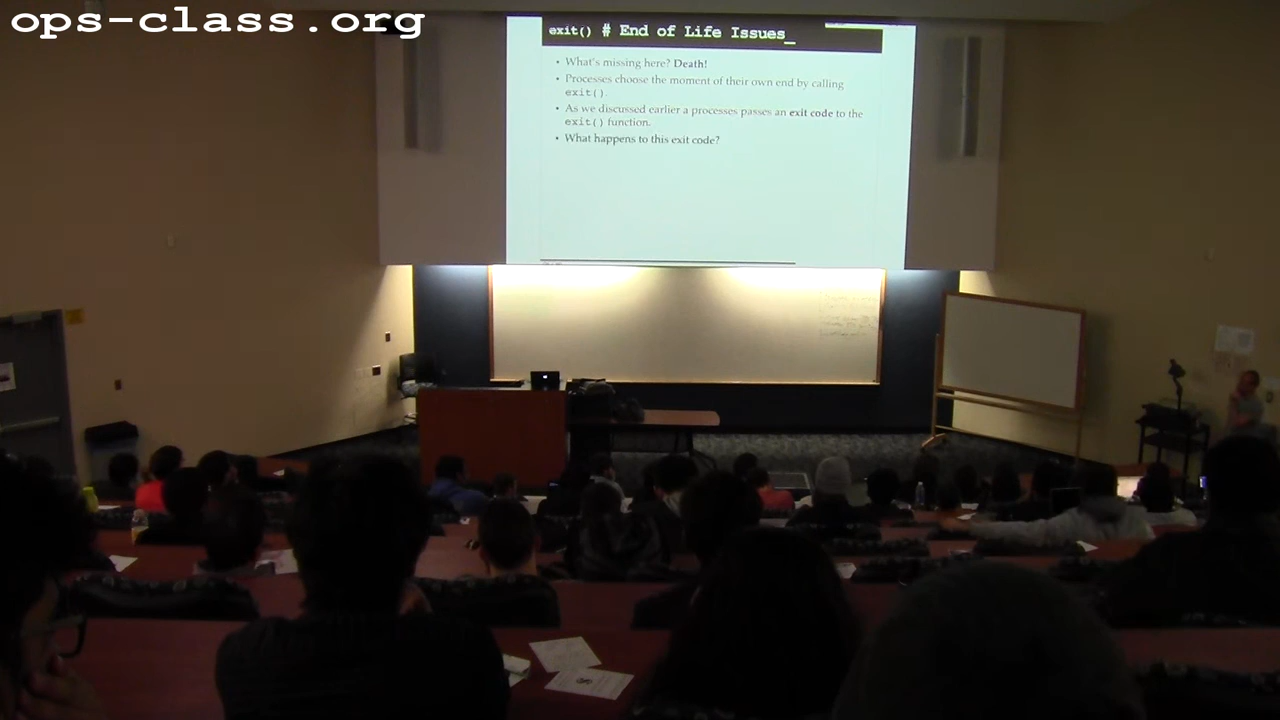 ops-class.org
exit() # End of Life Issues_
• What's missing here? Death!
• Processes choose the moment of their own end by calling
exit().
• As we discussed earlier a processes passes an exit code to the
exit() function.
• What happens to this exit code?